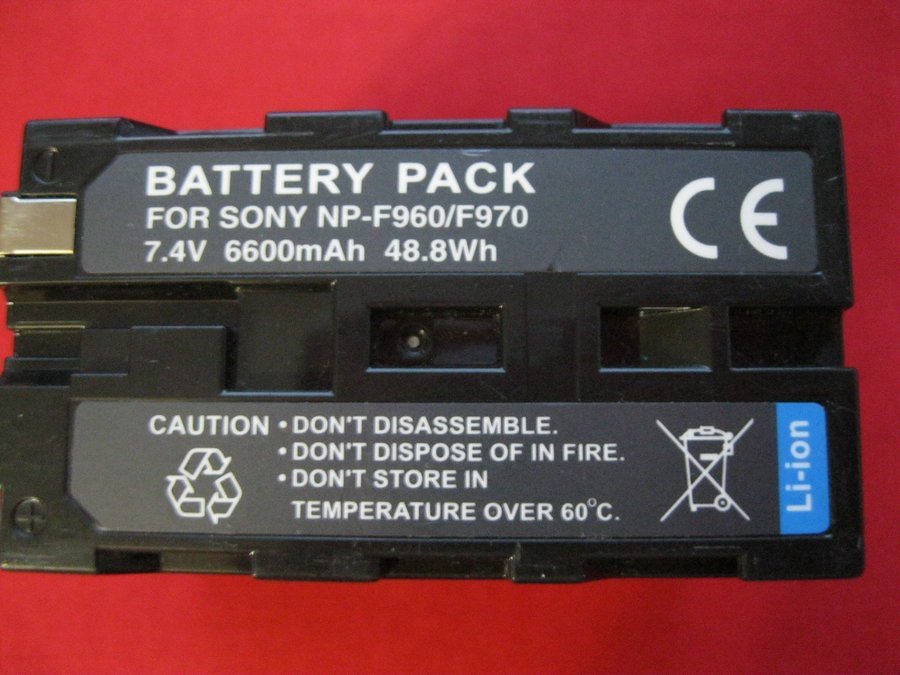 BATTERY PACK
FOR SONY NP-F960/F970
7.4V 6600mAh 48.8Wh
CE
CAUTION • DON'T DISASSEMBLE.
• DON'T DISPOSE OF IN FIRE.
• DON'T STORE IN
TEMPERATURE OVER 60°C.
Li-ion